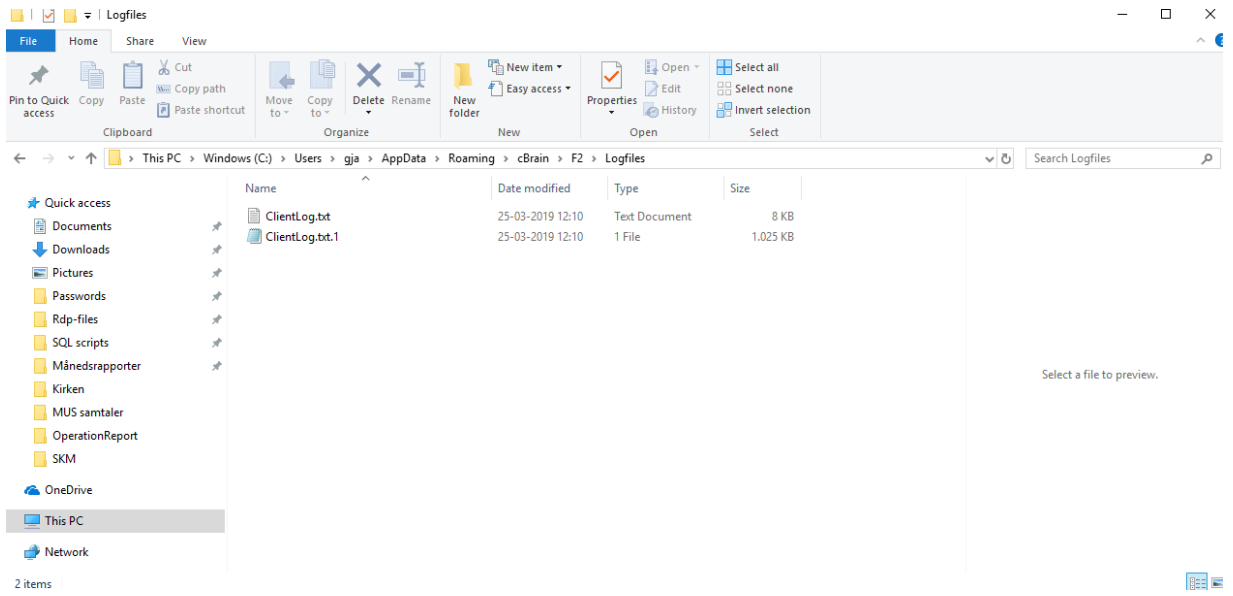 Logfiles
File Home Share View
Pin to Quick access
Copy
Paste
Cut
Copy path
Paste shortcut
Clipboard
Move to
Copy to
Delete
Rename
Organize
New folder
New item
Easy access
New
Properties
Open
Edit
History
Open
Select all
Select none
Invert selection
Select
This PC > Windows (C:) > Users > gja > AppData > Roaming > cBrain > F2 > Logfiles
Search Logfiles
Quick access
Documents
Downloads
Pictures
Passwords
Rdp-files
SQL scripts
Månedsrapporter
Kirken
MUS samtaler
OperationReport
SKM
OneDrive
This PC
Network
Name Date modified Type Size
ClientLog.txt 25-03-2019 12:10 Text Document 8 KB
ClientLog.txt.1 25-03-2019 12:10 1 File 1.025 KB
Select a file to preview.
2 items